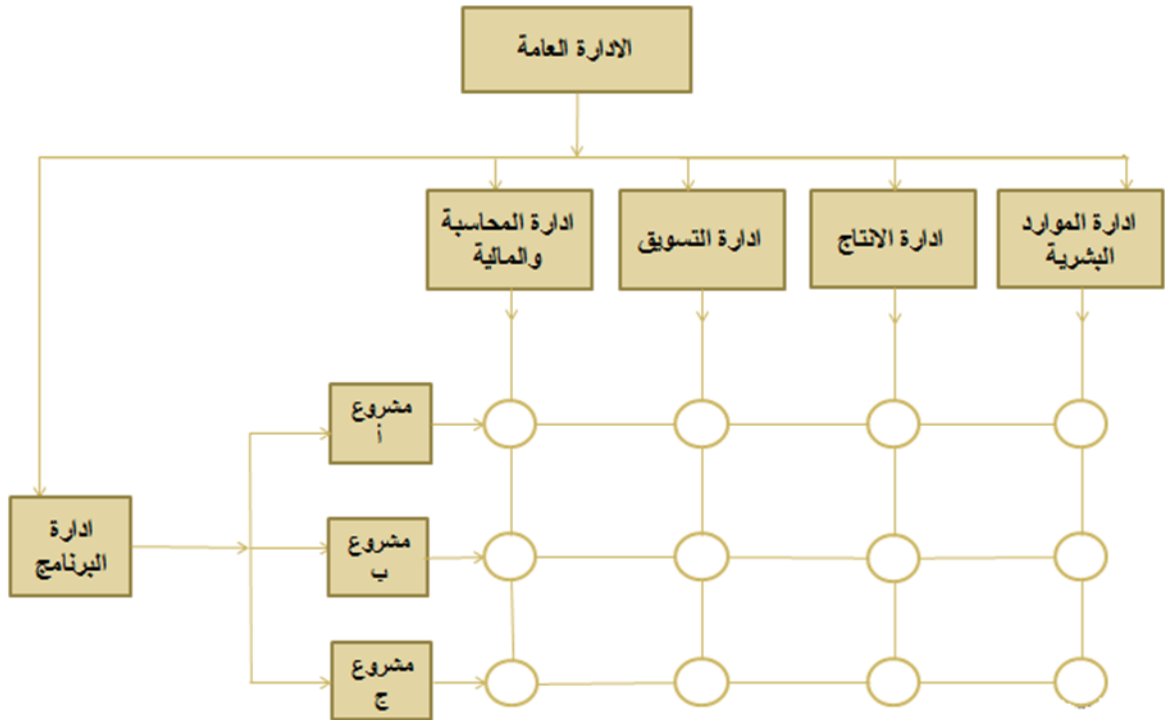 الادارة العامة
ادارة الموارد
البشرية
ادارة الانتاج
ادارة التسويق
ادارة المحاسبة
والمالية
مشروع
أ
ادارة
البرنامج
مشروع
ب
مشروع
ج